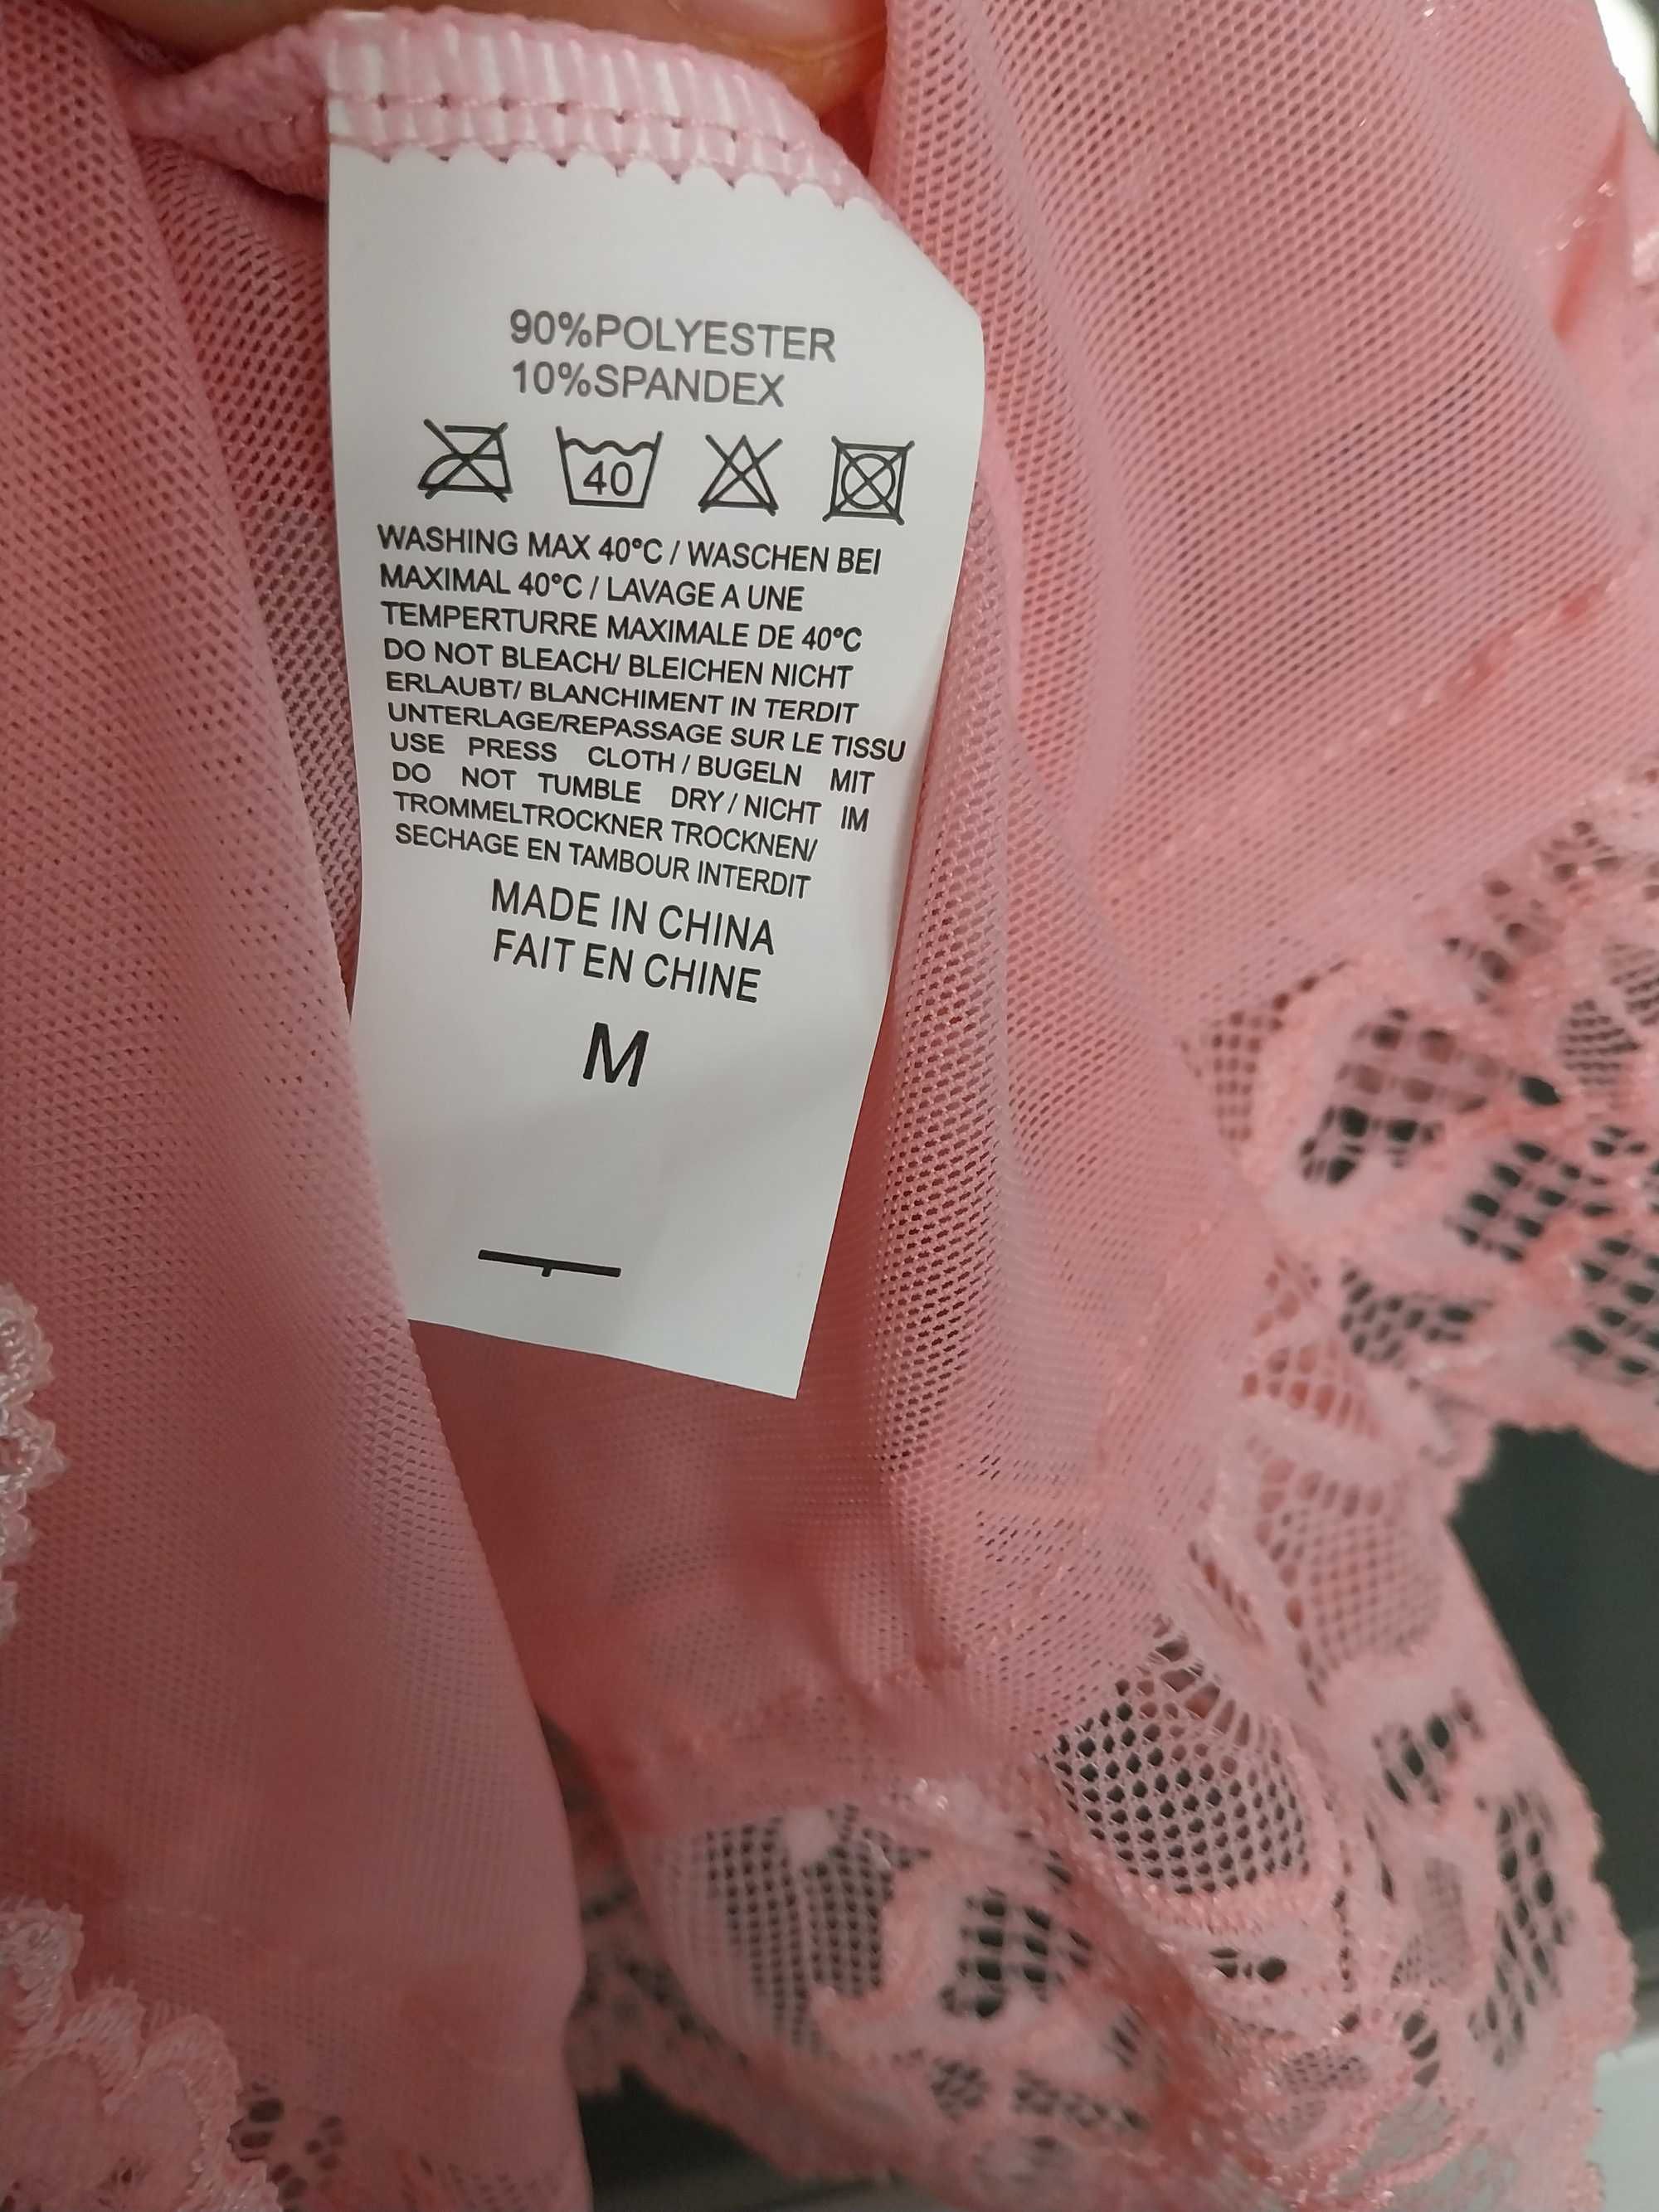 90%POLYESTER
10%SPANDEX
40
WASHING MAX 40°C / WASCHEN BEI
MAXIMAL 40°C / LAVAGE A UNE
TEMPERTURRE MAXIMALE DE 40°C
DO NOT BLEACH/ BLEICHEN NICHT
ERLAUBT/ BLANCHIMENT IN TERDIT
UNTERLAGE/REPASSAGE SUR LE TISSU
USE PRESS CLOTH / BUGELN MIT
DO NOT TUMBLE DRY / NICHT IM
TROMMELTROCKNER TROCKNEN/
SECHAGE EN TAMBOUR INTERDIT
MADE IN CHINA
FAIT EN CHINE
M